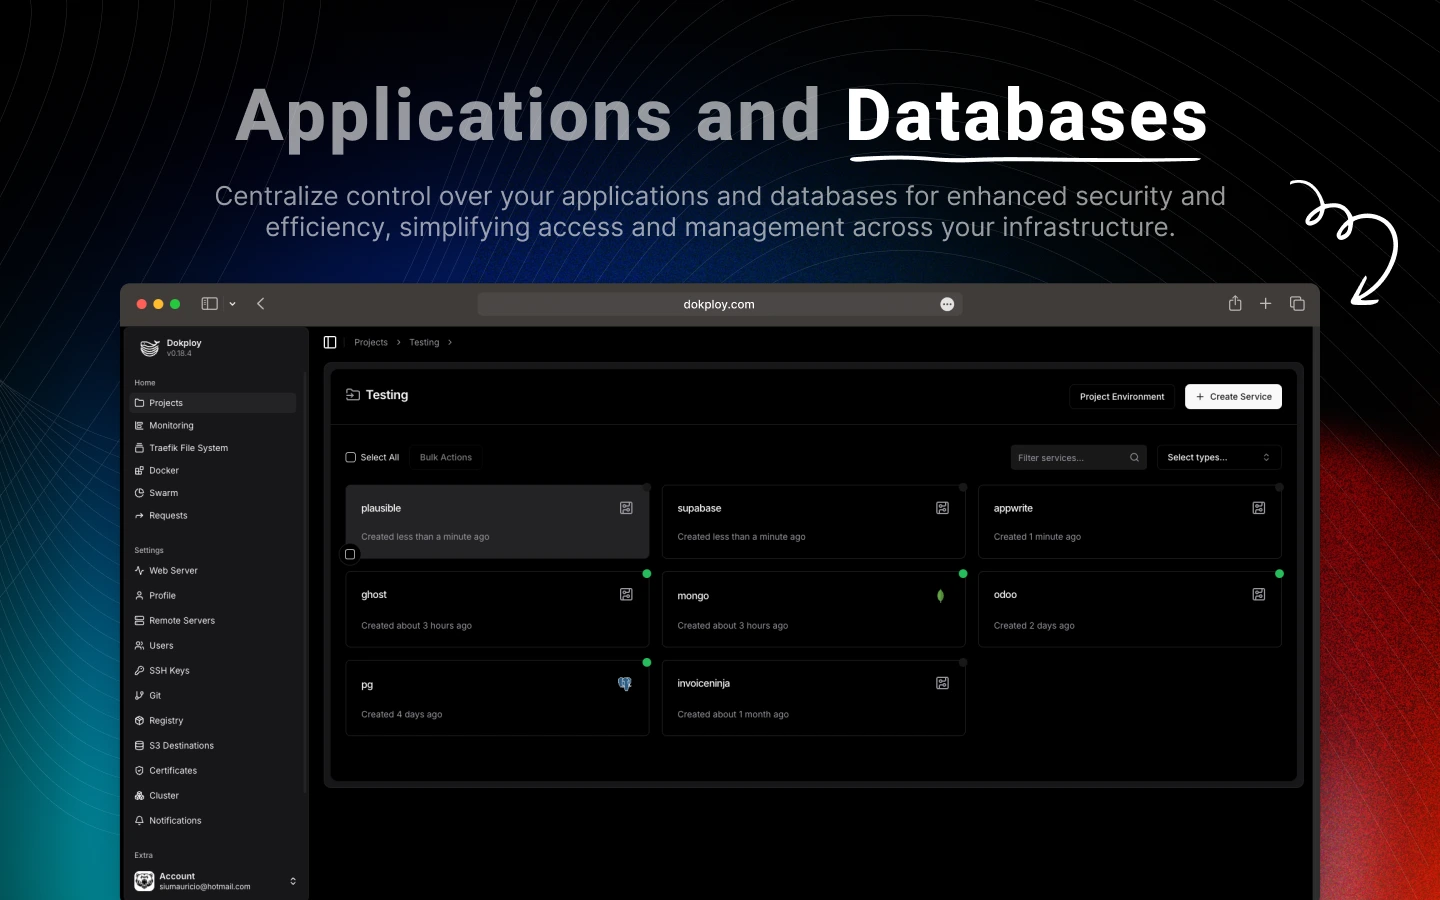 Applications and Databases
Centralize control over your applications and databases for enhanced security and
efficiency, simplifying access and management across your infrastructure.
dokploy.com
Dokploy
v0.18.4
Home
Projects
Monitoring
Traefik File System
Docker
Swarm
Requests
Settings
Web Server
Profile
Remote Servers
Users
SSH Keys
Git
Registry
S3 Destinations
Certificates
Cluster
Notifications
Extra
Account
siumauricio@hotmail.com
Projects > Testing >
Testing
Project Environment
+ Create Service
Select All
Bulk Actions
Filter services...
Select types...
plausible
Created less than a minute ago
supabase
Created less than a minute ago
appwrite
Created 1 minute ago
ghost
Created about 3 hours ago
mongo
Created about 3 hours ago
odoo
Created 2 days ago
pg
Created 4 days ago
invoiceninja
Created about 1 month ago